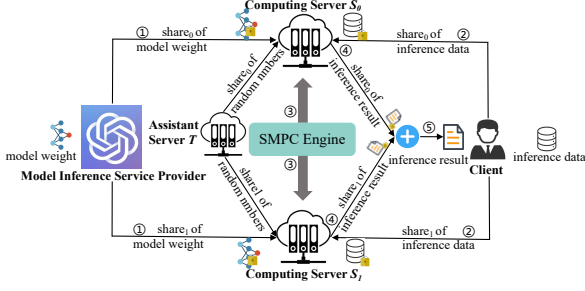 Computing Server S₀
① share₀ of
model weight
share₀ of ②
inference data
share₀ of
random nmbers
④
share₀ of
inference result
③
Assistant
Server T
SMPC Engine
⑤
model weight
inference result
inference data
Model Inference Service Provider
Client
③
share1 of
random nmbers
④
share₁ of
inference result
① share₁ of
model weight
share₁ of ②
inference data
Computing Server S₁